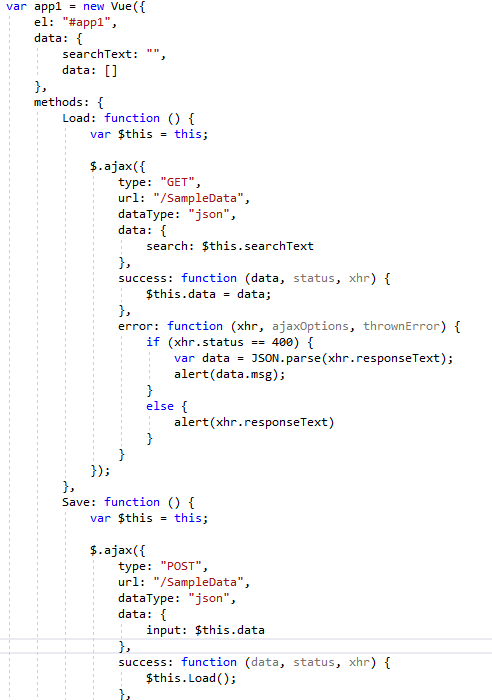 var app1 = new Vue({
el: "#app1",
data: {
searchText: "",
data: []
},
methods: {
Load: function () {
var $this = this;
$.ajax({
type: "GET",
url: "/SampleData",
dataType: "json",
data: {
search: $this.searchText
},
success: function (data, status, xhr) {
$this.data = data;
},
error: function (xhr, ajaxOptions, thrownError) {
if (xhr.status == 400) {
var data = JSON.parse(xhr.responseText);
alert(data.msg);
}
else {
alert(xhr.responseText)
}
}
});
},
Save: function () {
var $this = this;
$.ajax({
type: "POST",
url: "/SampleData",
dataType: "json",
data: {
input: $this.data
},
success: function (data, status, xhr) {
$this.Load();
},